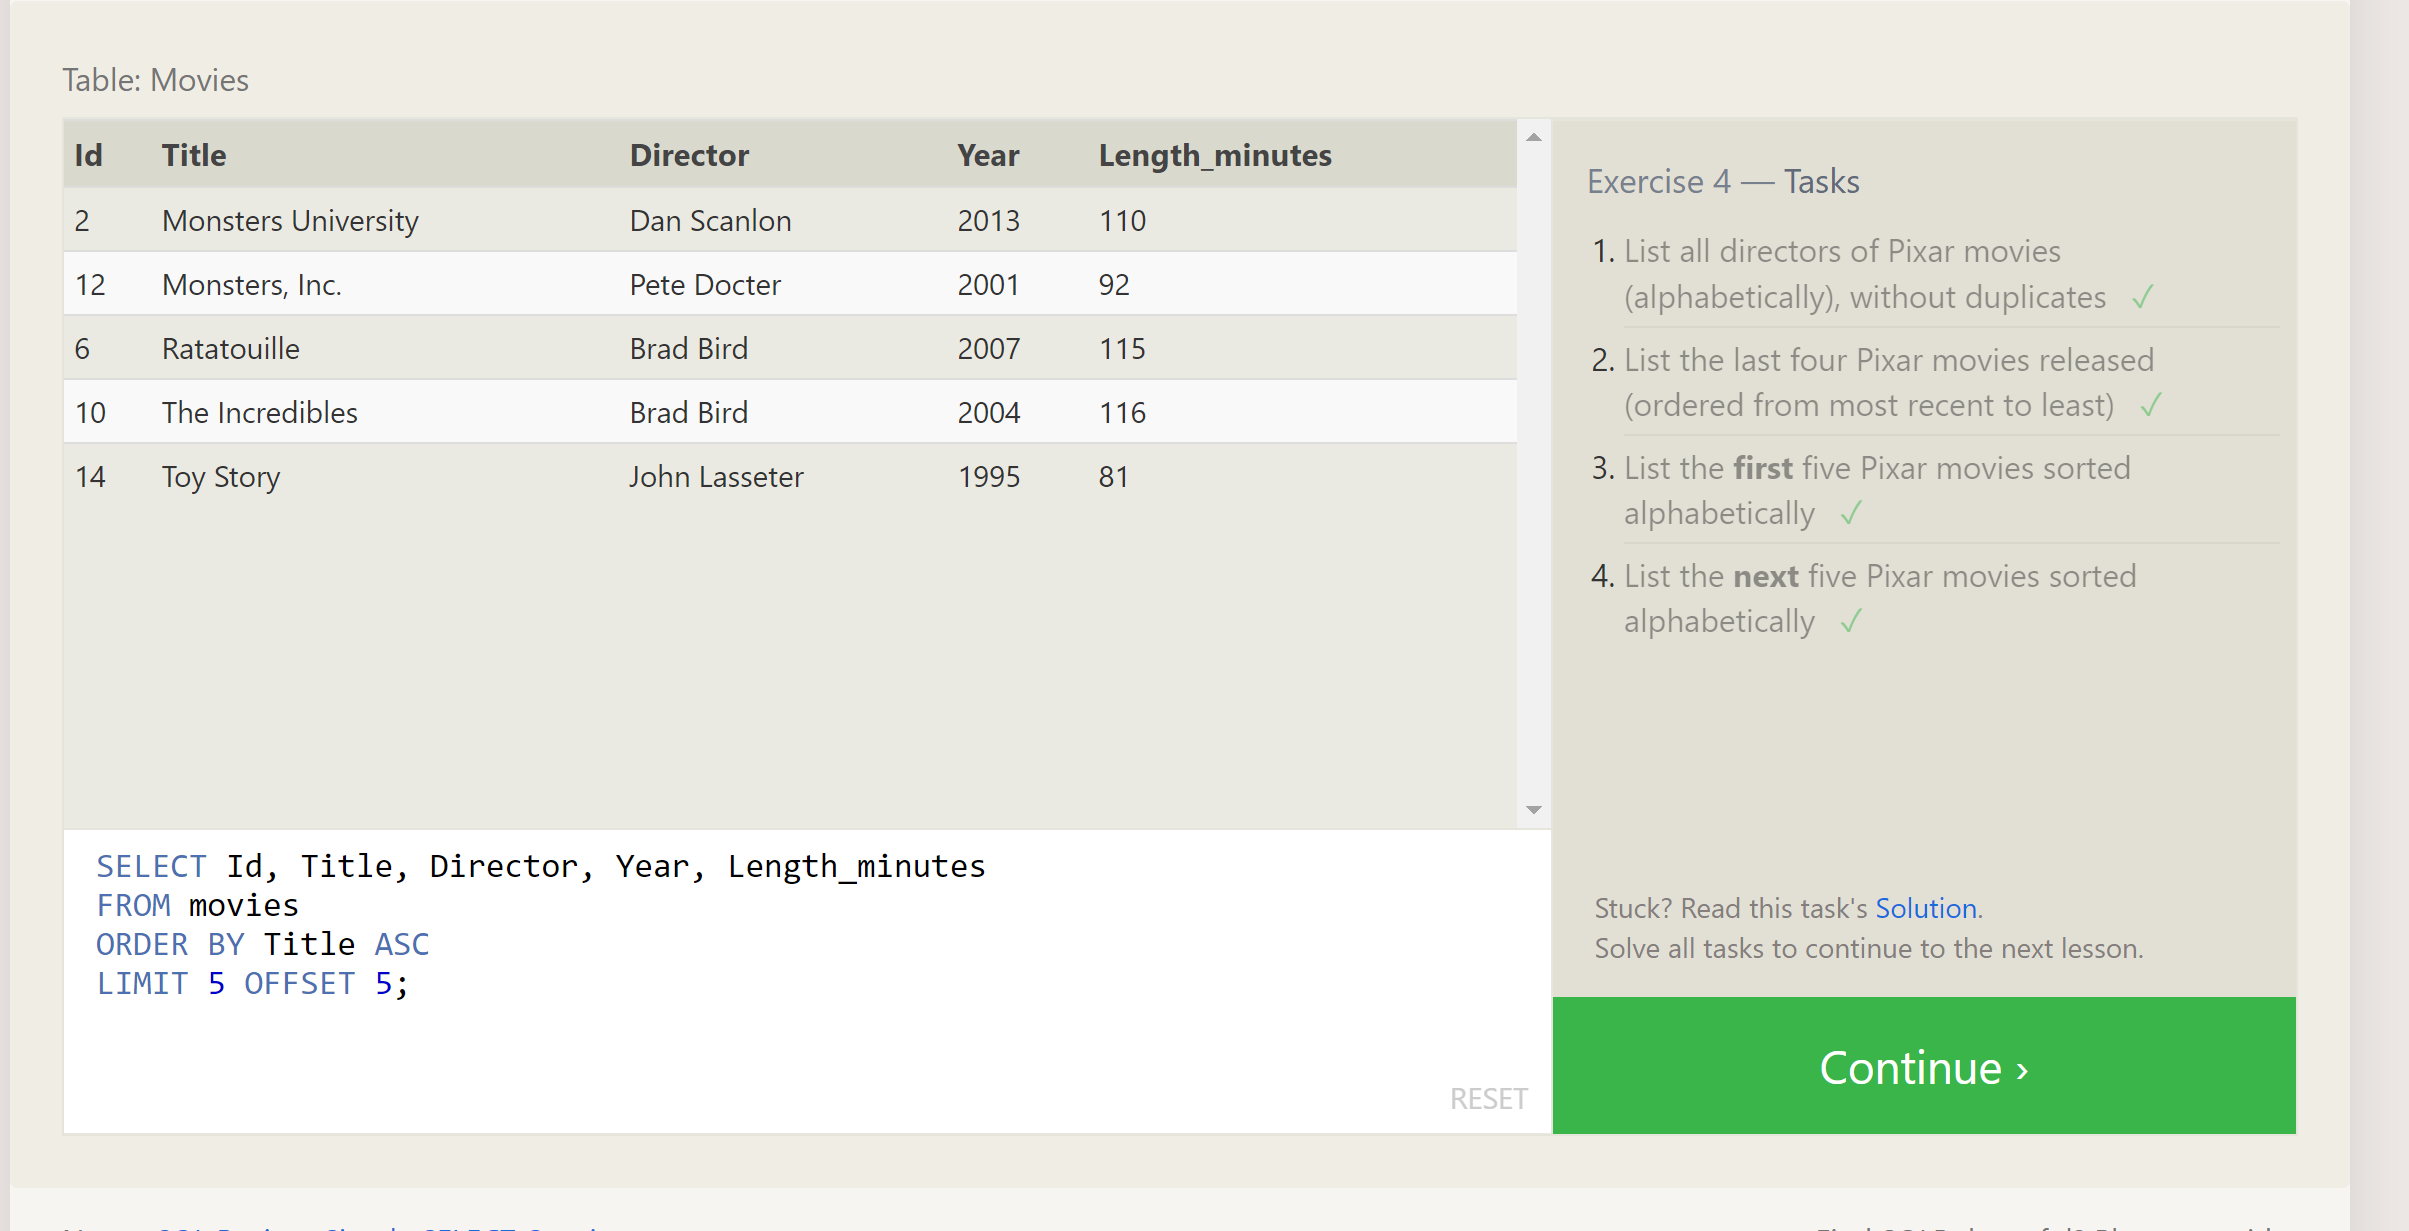 Table: Movies
Id Title Director Year Length_minutes
2 Monsters University Dan Scanlon 2013 110
12 Monsters, Inc. Pete Docter 2001 92
6 Ratatouille Brad Bird 2007 115
10 The Incredibles Brad Bird 2004 116
14 Toy Story John Lasseter 1995 81
SELECT Id, Title, Director, Year, Length_minutes
FROM movies
ORDER BY Title ASC
LIMIT 5 OFFSET 5;
RESET
Exercise 4 — Tasks
1. List all directors of Pixar movies
(alphabetically), without duplicates ✓
2. List the last four Pixar movies released
(ordered from most recent to least) ✓
3. List the first five Pixar movies sorted
alphabetically ✓
4. List the next five Pixar movies sorted
alphabetically ✓
Stuck? Read this task's Solution.
Solve all tasks to continue to the next lesson.
Continue ›